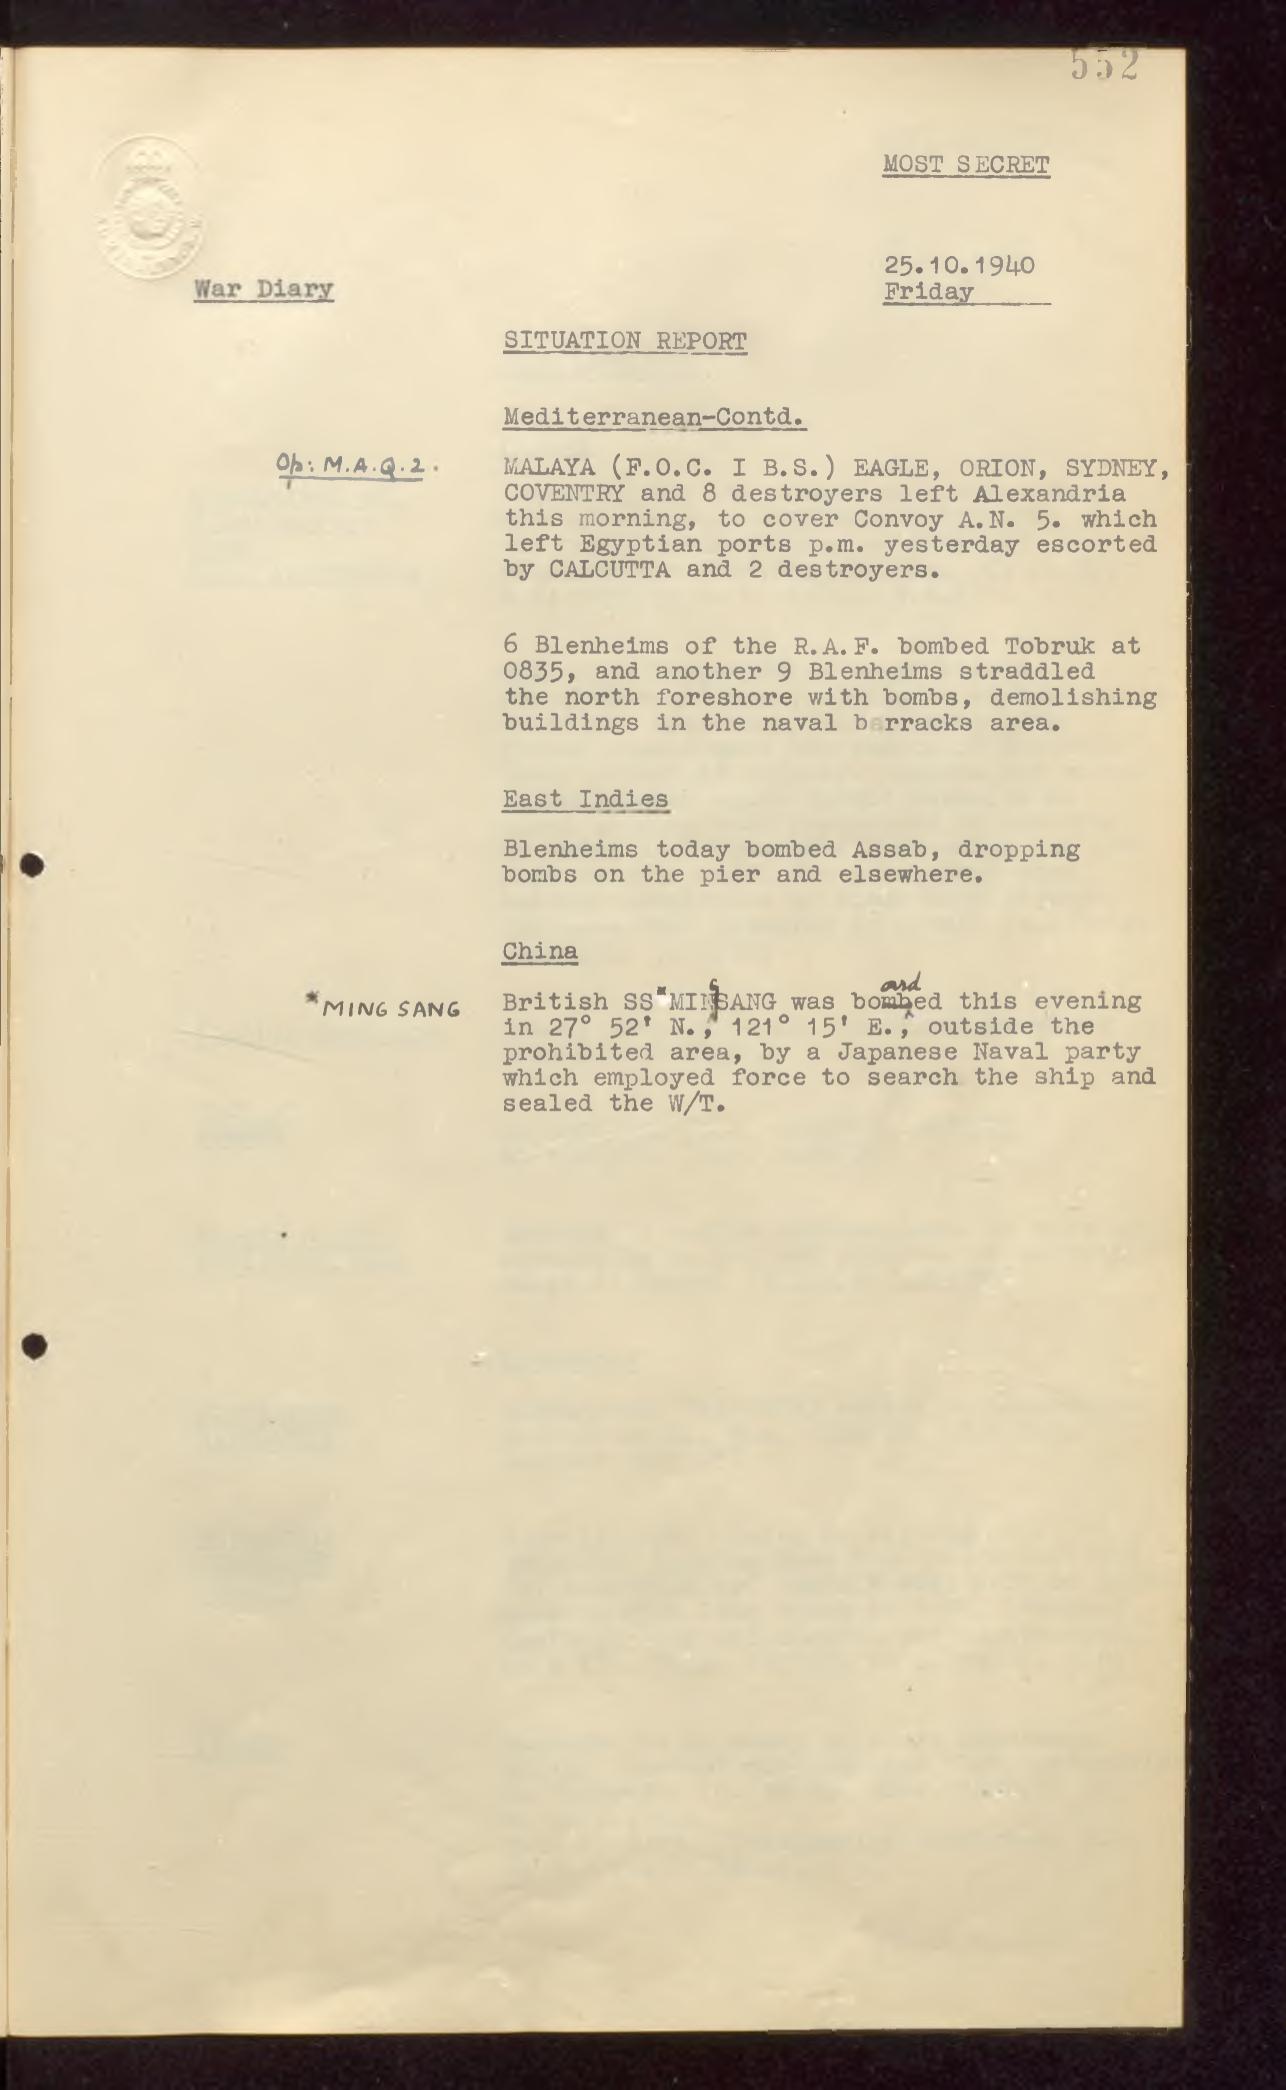 552
MOST SECRET
25.10.1940
War Diary
Friday
SITUATION REPORT
Mediterranean-Contd.
Op: M.A.Q.2.
MALAYA (F.O.C. I B.S.) EAGLE, ORION, SYDNEY,
COVENTRY and 8 destroyers left Alexandria
this morning, to cover Convoy A.N. 5. which
left Egyptian ports p.m. yesterday escorted
by CALCUTTA and 2 destroyers.
6 Blenheims of the R.A.F. bombed Tobruk at
0835, and another 9 Blenheims straddled
the north foreshore with bombs, demolishing
buildings in the naval barracks area.
East Indies
Blenheims today bombed Assab, dropping
bombs on the pier and elsewhere.
China
ard
*MING SANG
British SS*MINGSANG was bombed this evening
in 27° 52' N., 121° 15' E., outside the
prohibited area, by a Japanese Naval party
which employed force to search the ship and
sealed the W/T.